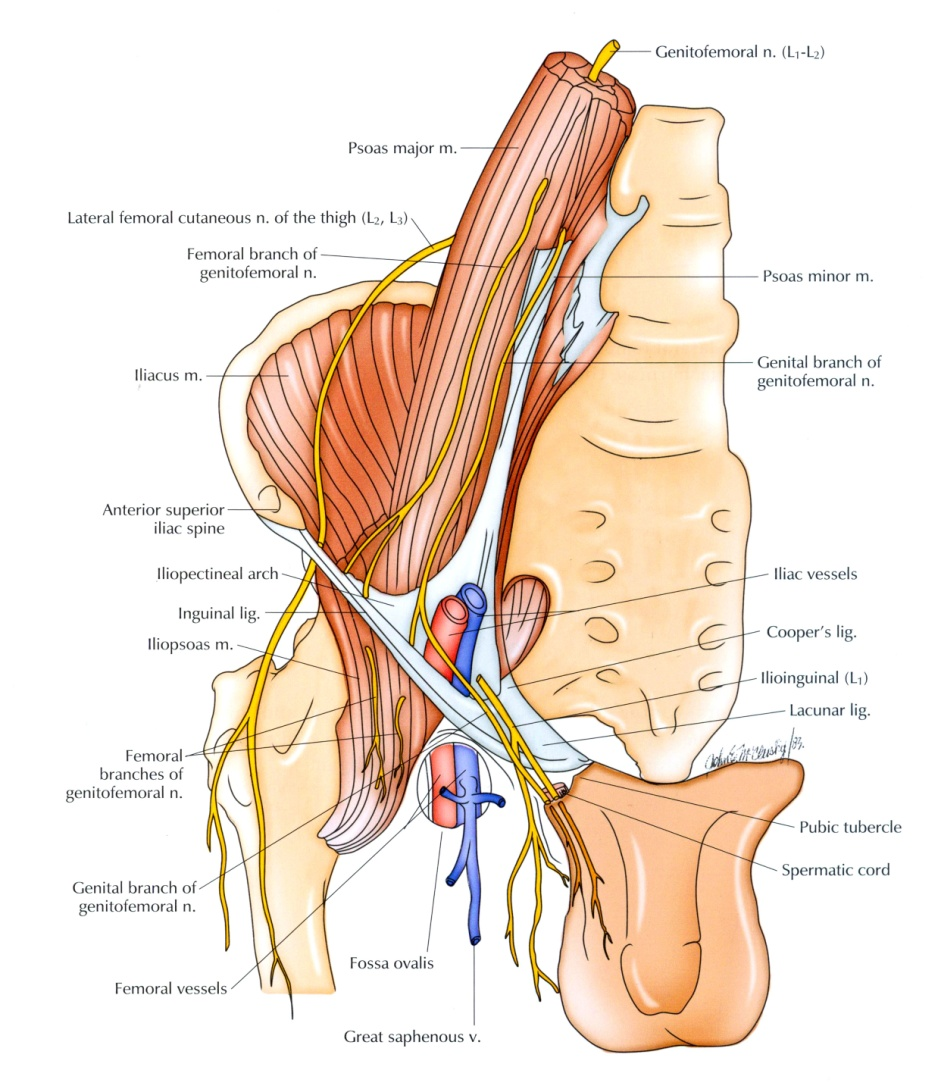 Genitofemoral n. (L₁-L₂)
Psoas major m.
Lateral femoral cutaneous n. of the thigh (L₂, L₃)
Femoral branch of
genitofemoral n.
Psoas minor m.
Genital branch of
genitofemoral n.
Iliacus m.
Anterior superior
iliac spine
Iliopectineal arch
Iliac vessels
Inguinal lig.
Cooper's lig.
Iliopsoas m.
Ilioinguinal (L₁)
Lacunar lig.
Femoral
branches of
genitofemoral n.
Pubic tubercle
Spermatic cord
Genital branch of
genitofemoral n.
Fossa ovalis
Femoral vessels
Great saphenous v.